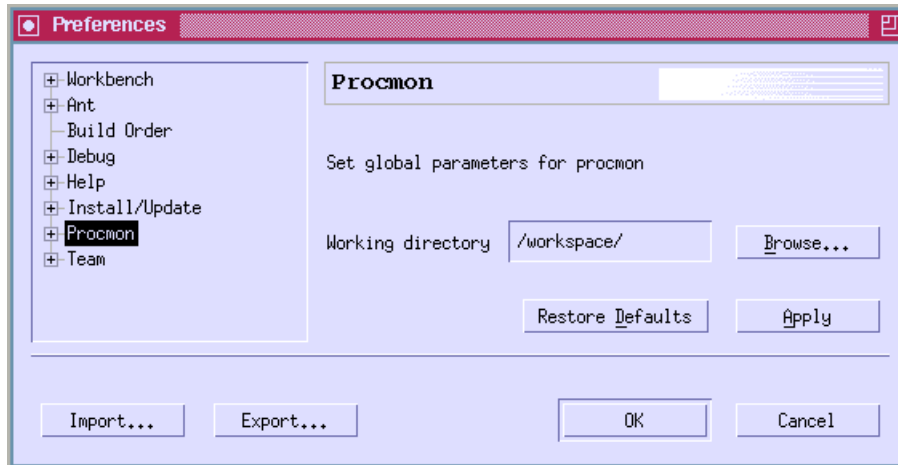 Preferences
Workbench
Ant
Build Order
Debug
Help
Install/Update
Procmon
Team
Procmon
Set global parameters for procmon
Working directory /workspace/ Browse...
Restore Defaults Apply
Import... Export... OK Cancel